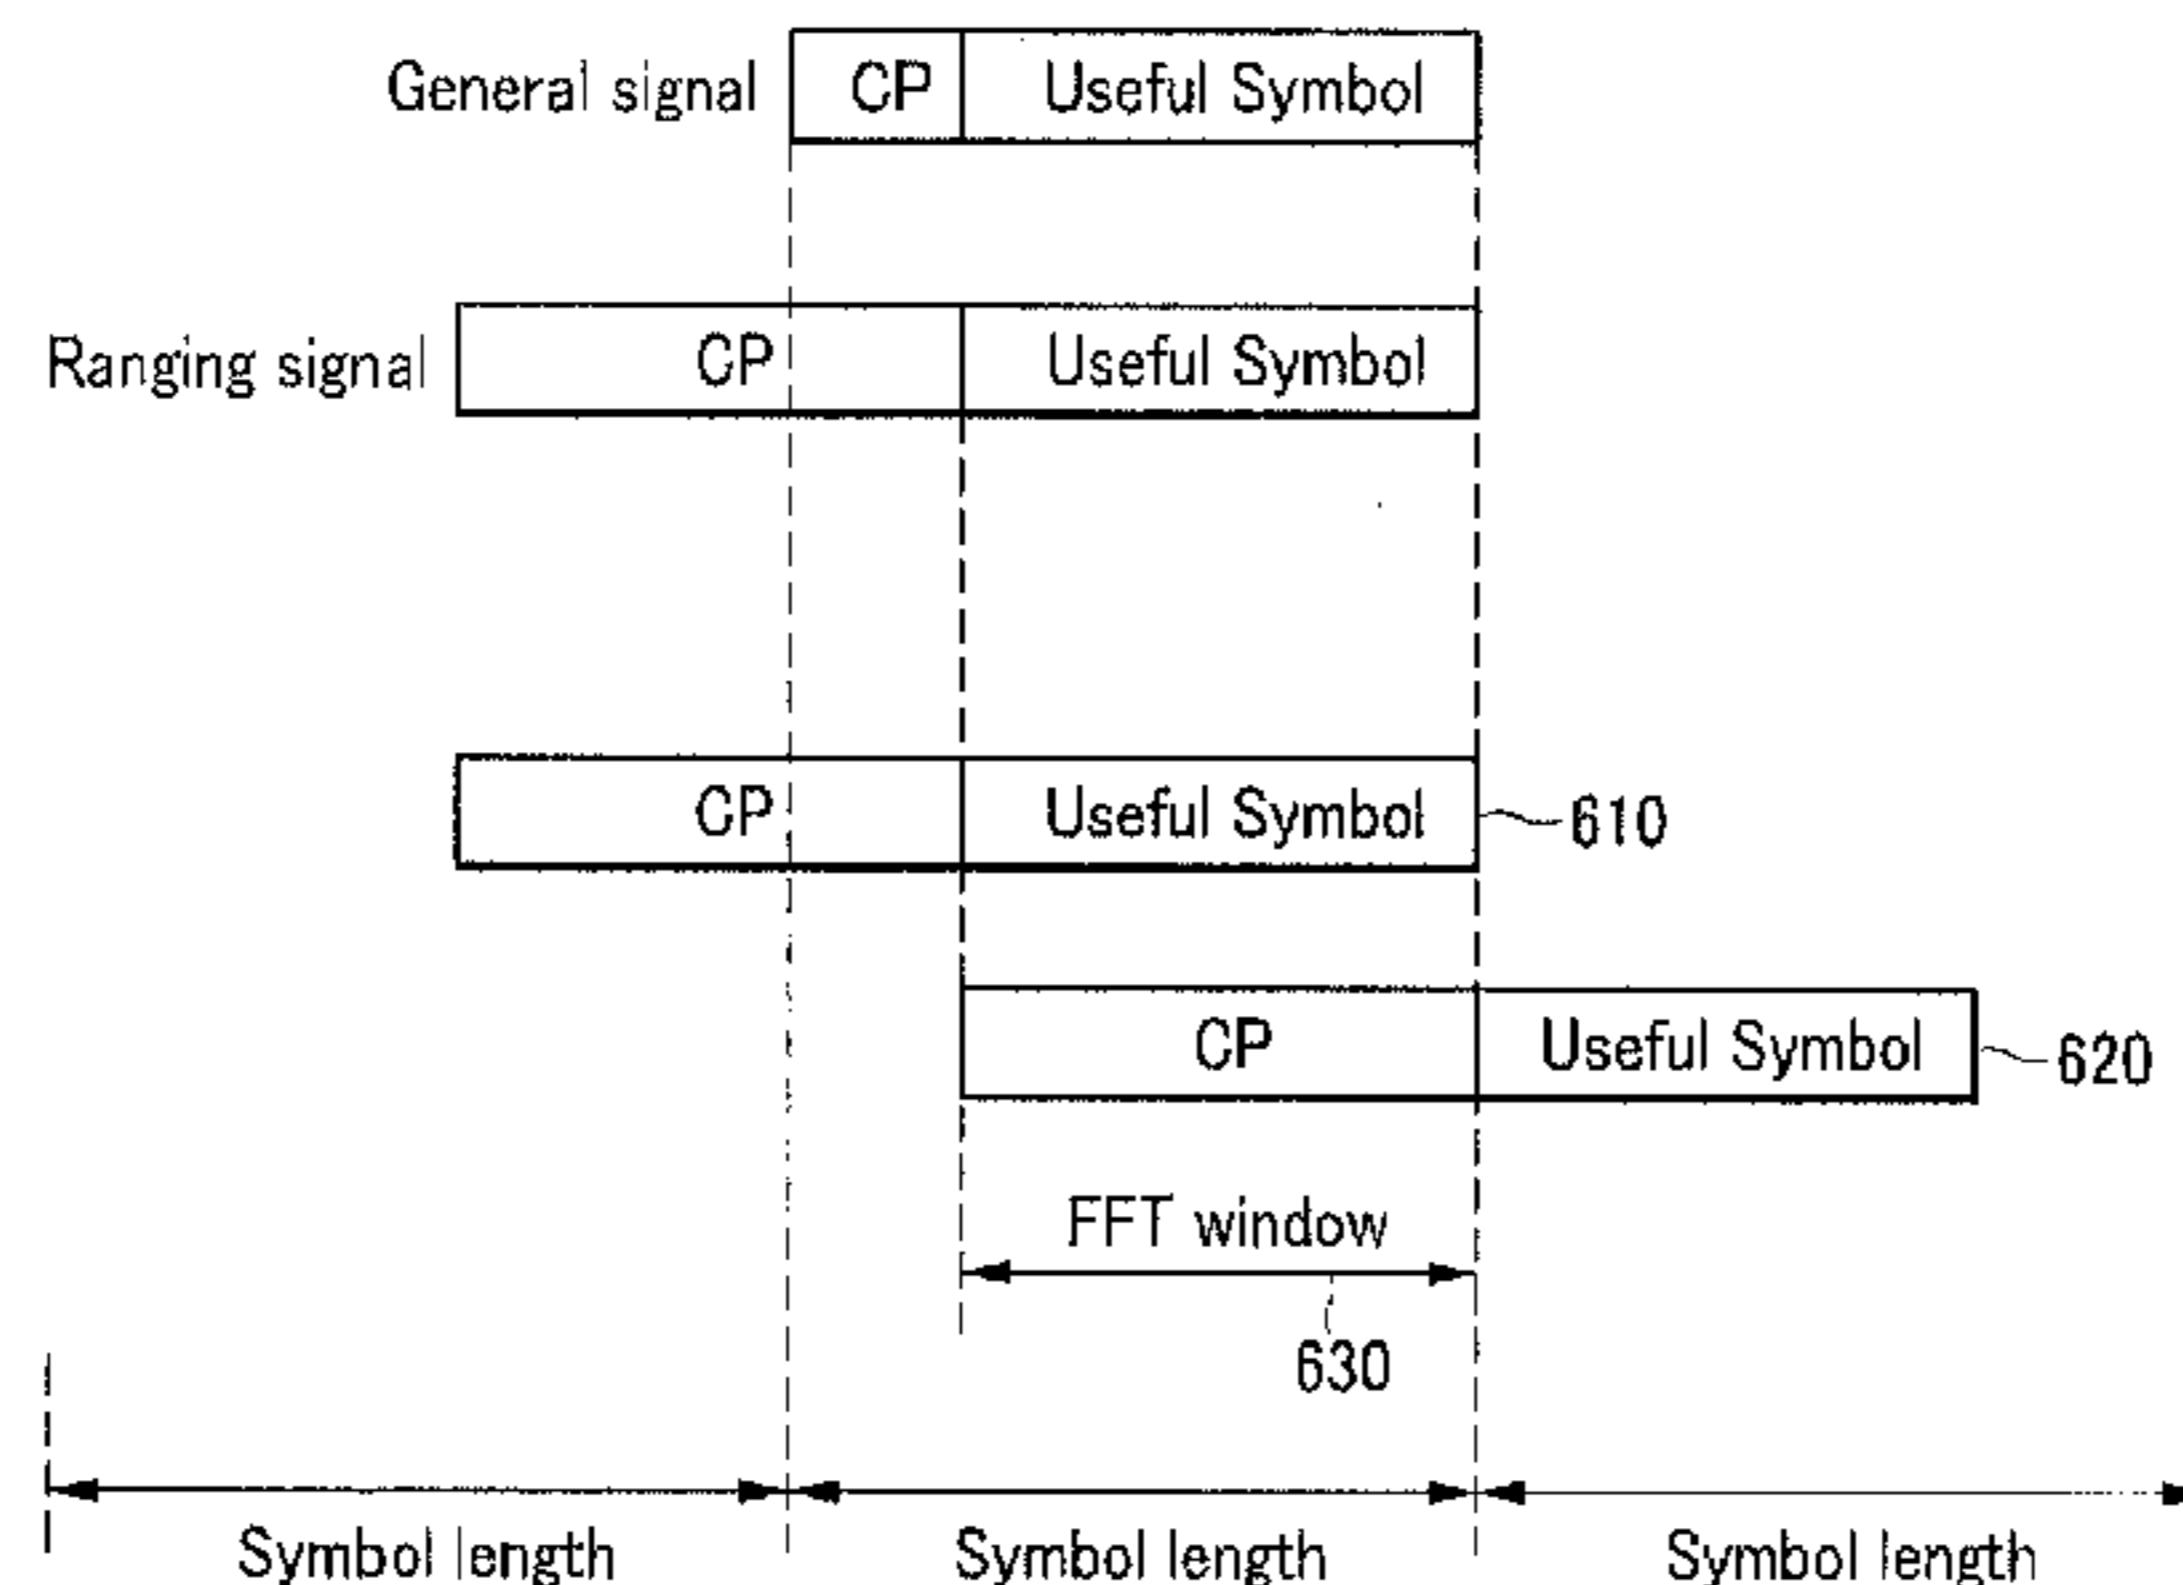 General signal CP Useful Symbol
Ranging signal CP Useful Symbol
CP Useful Symbol 610
CP Useful Symbol 620
FFT window
630
Symbol length Symbol length Symbol length